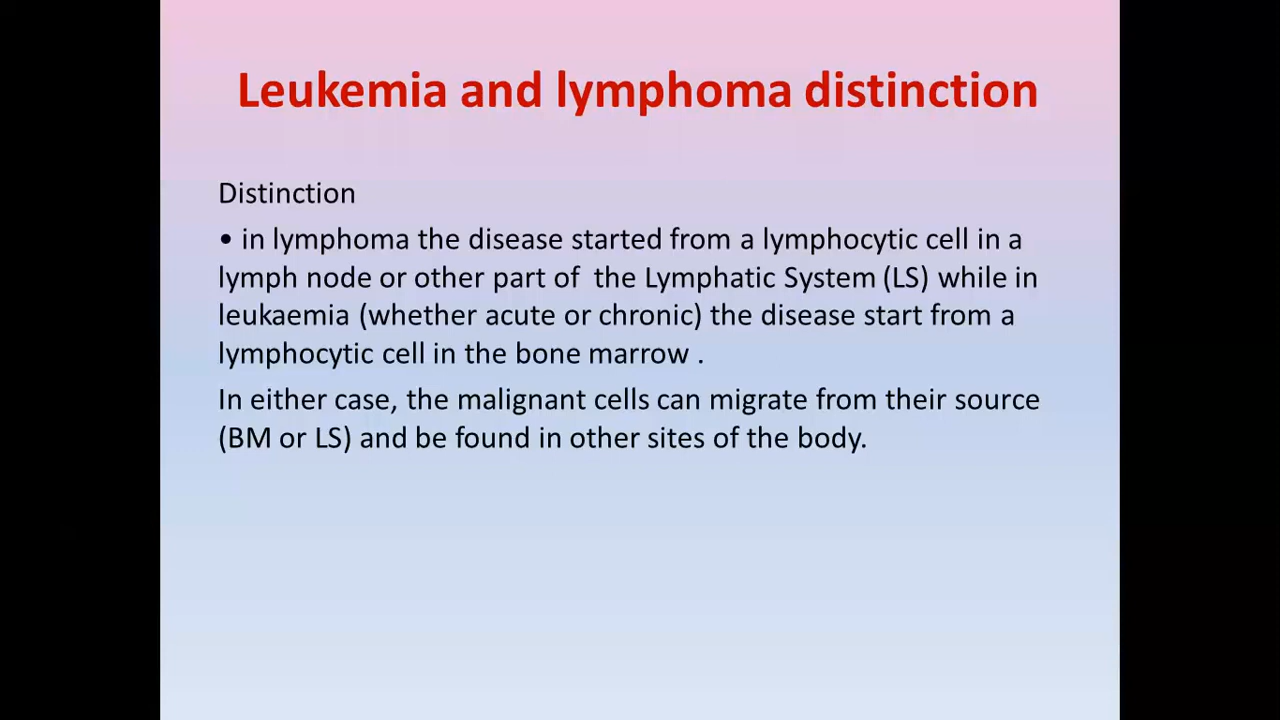 Leukemia and lymphoma distinction
Distinction
• in lymphoma the disease started from a lymphocytic cell in a
lymph node or other part of the Lymphatic System (LS) while in
leukaemia (whether acute or chronic) the disease start from a
lymphocytic cell in the bone marrow .
In either case, the malignant cells can migrate from their source
(BM or LS) and be found in other sites of the body.